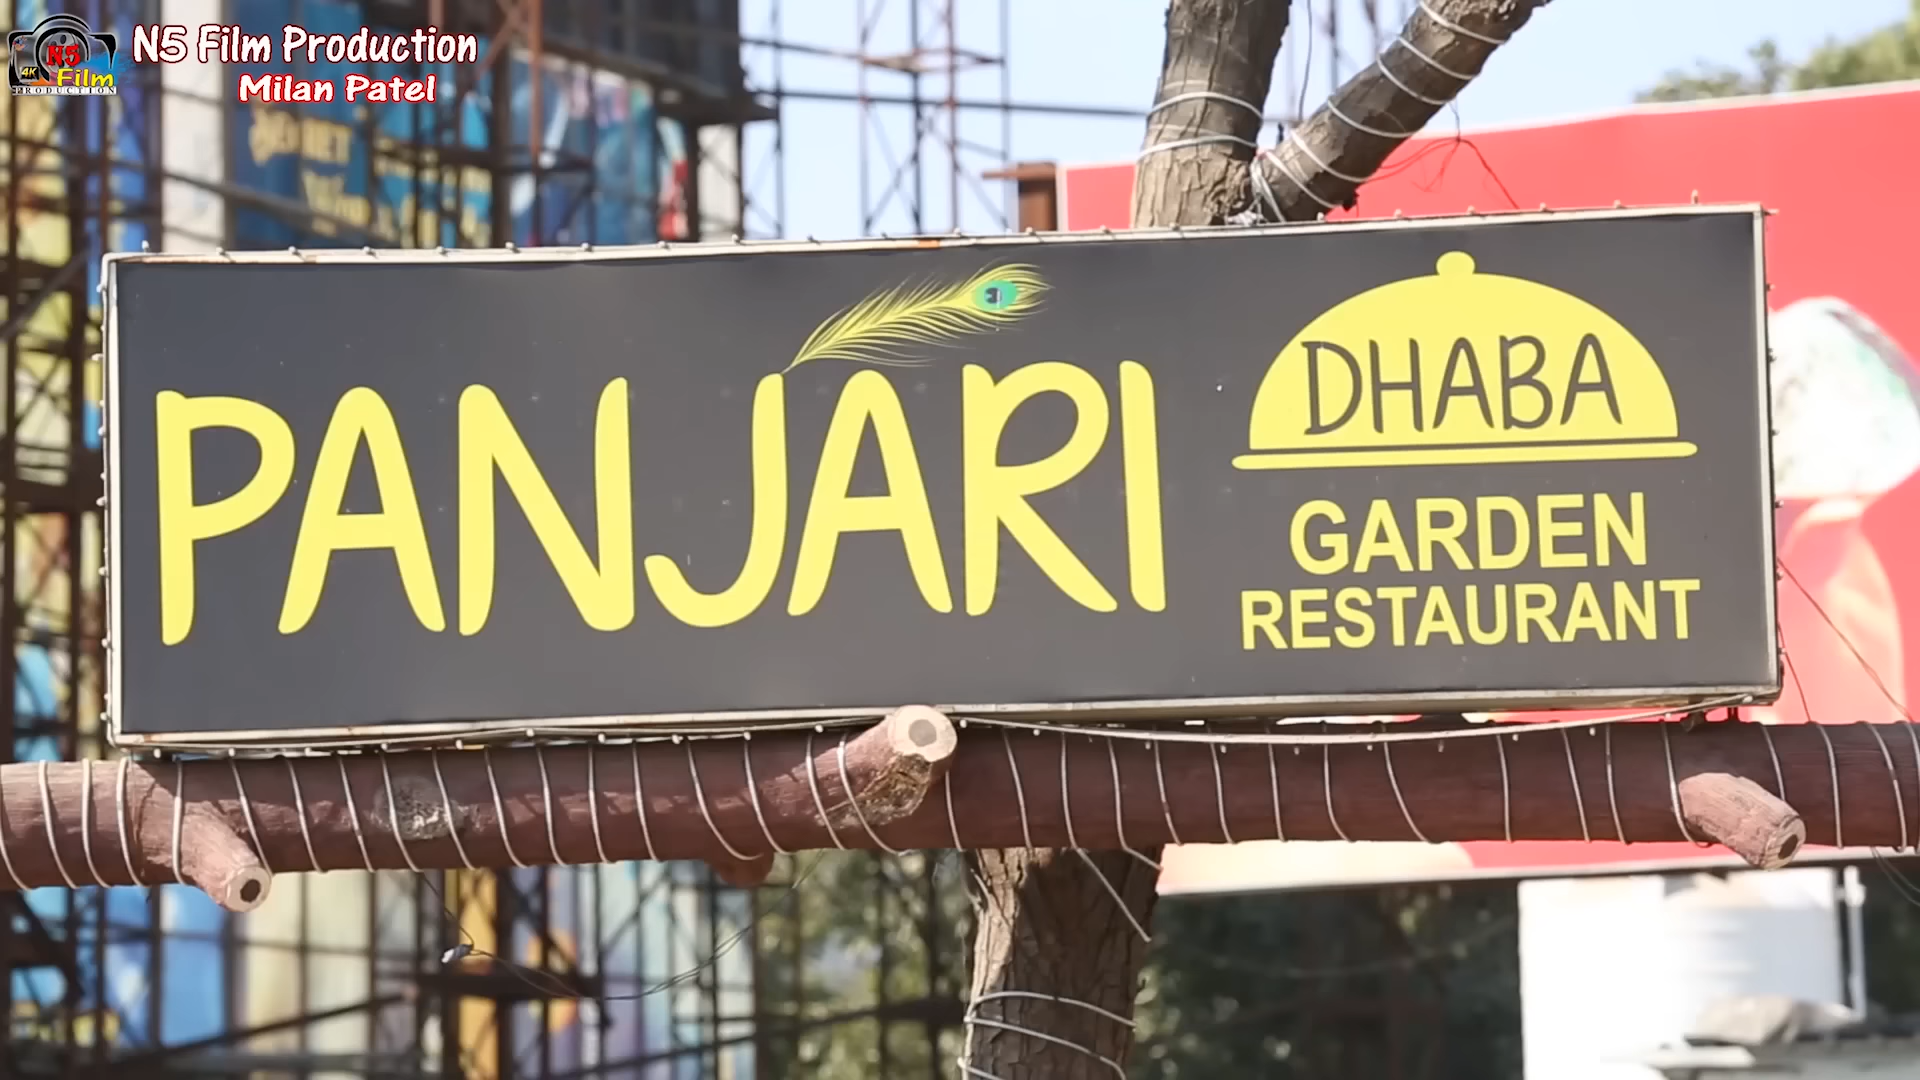 N5 Film Production
Milan Patel
N5
4K Film
PRODUCTION
PANJARI
DHABA
GARDEN
RESTAURANT